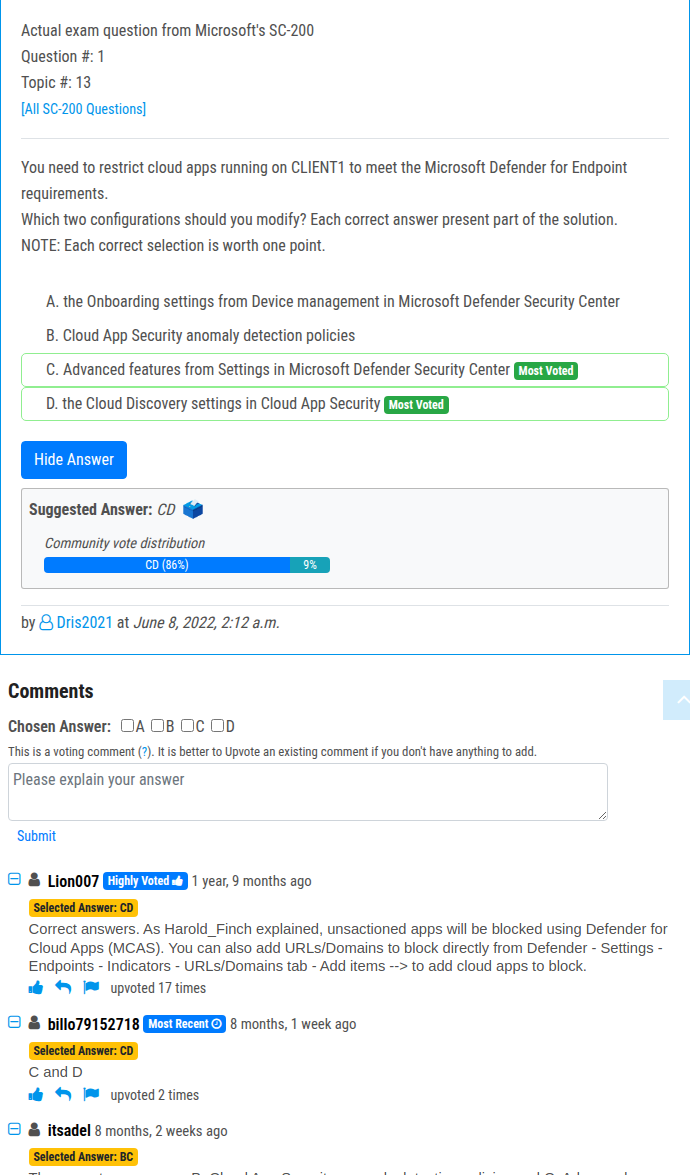 Actual exam question from Microsoft's SC-200
Question #: 1
Topic #: 13
[All SC-200 Questions]
You need to restrict cloud apps running on CLIENT1 to meet the Microsoft Defender for Endpoint
requirements.
Which two configurations should you modify? Each correct answer present part of the solution.
NOTE: Each correct selection is worth one point.
A. the Onboarding settings from Device management in Microsoft Defender Security Center
B. Cloud App Security anomaly detection policies
C. Advanced features from Settings in Microsoft Defender Security Center Most Voted
D. the Cloud Discovery settings in Cloud App Security Most Voted
Hide Answer
Suggested Answer: CD
Community vote distribution
CD (86%) 9%
by Dris2021 at June 8, 2022, 2:12 a.m.
Comments
Chosen Answer: A B C D
This is a voting comment (?). It is better to Upvote an existing comment if you don't have anything to add.
Please explain your answer
Submit
Lion007 Highly Voted 1 year, 9 months ago
Selected Answer: CD
Correct answers. As Harold_Finch explained, unsactioned apps will be blocked using Defender for
Cloud Apps (MCAS). You can also add URLs/Domains to block directly from Defender - Settings -
Endpoints - Indicators - URLs/Domains tab - Add items --> to add cloud apps to block.
upvoted 17 times
billo79152718 Most Recent 8 months, 1 week ago
Selected Answer: CD
C and D
upvoted 2 times
itsadel 8 months, 2 weeks ago
Selected Answer: BC